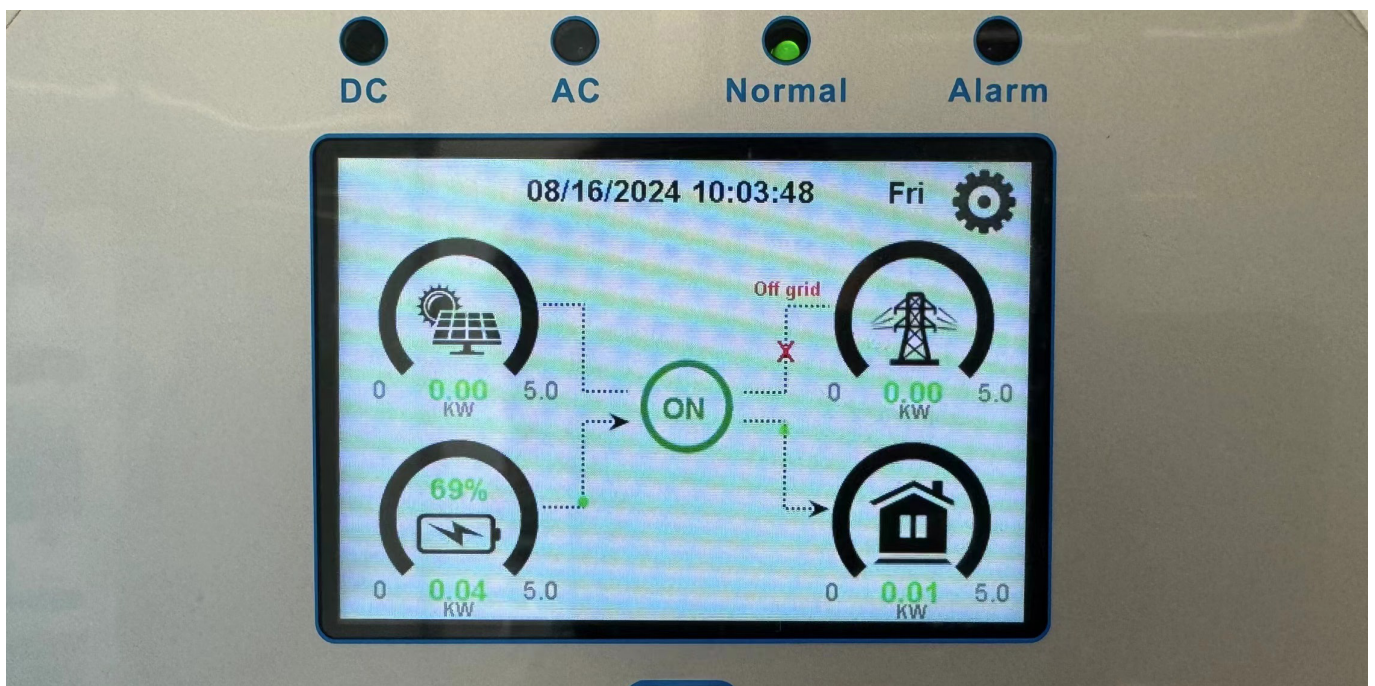 DC AC Normal Alarm
08/16/2024 10:03:48 Fri
Off grid
0 0.00 5.0 0 0.00 5.0
KW KW
ON
69%
0 0.04 5.0 0 0.01 5.0
KW KW